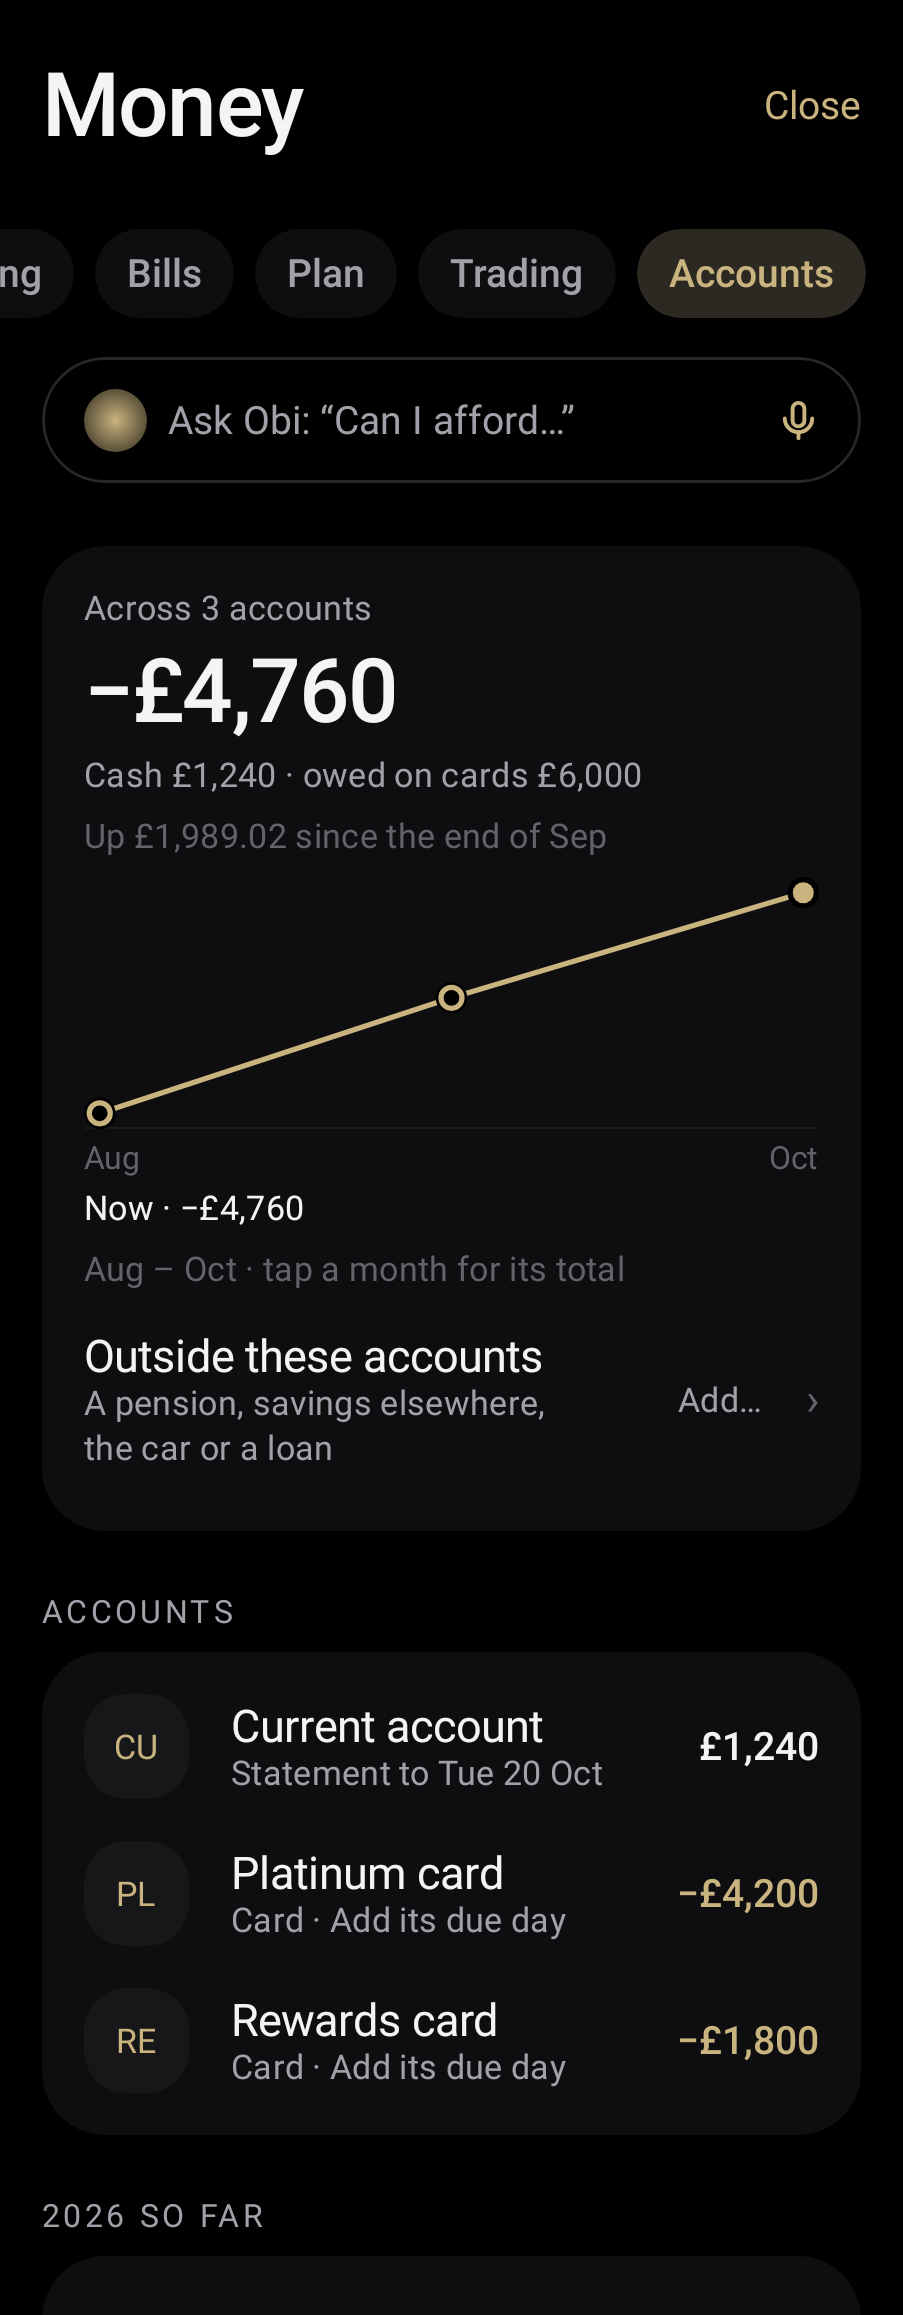 Money
Close
ng
Bills
Plan
Trading
Accounts
Ask Obi: “Can I afford…”
Across 3 accounts
−£4,760
Cash £1,240 · owed on cards £6,000
Up £1,989.02 since the end of Sep
Aug
Oct
Now · −£4,760
Aug – Oct · tap a month for its total
Outside these accounts
A pension, savings elsewhere,
the car or a loan
Add… ›
ACCOUNTS
CU
Current account
Statement to Tue 20 Oct
£1,240
PL
Platinum card
Card · Add its due day
−£4,200
RE
Rewards card
Card · Add its due day
−£1,800
2026 SO FAR